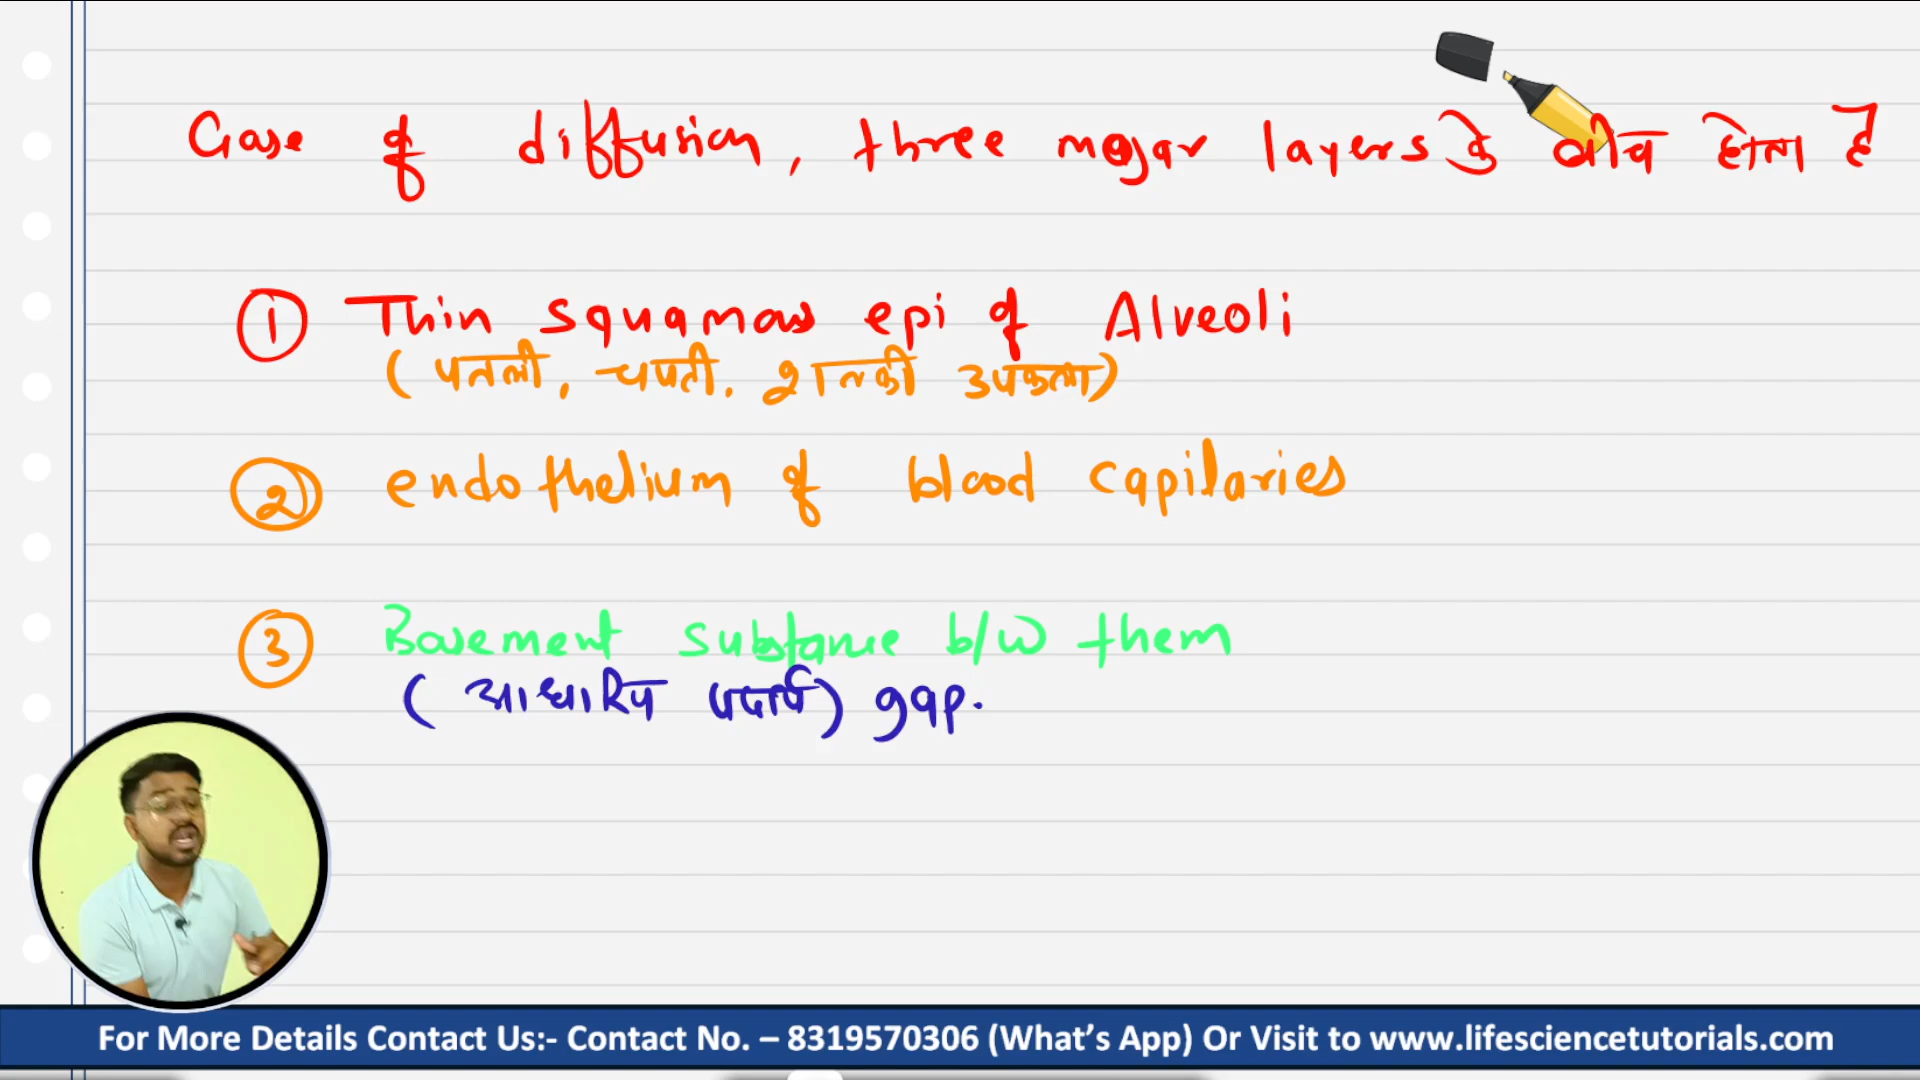 Case of diffusion, three major layers के बीच होता है
① Thin squamous epi of Alveoli
(पतली, चपटी, शल्की उपकला)
② endothelium of blood capilaries
③ Basement substance b/w them
(आधारिय पदार्थ) gap.
For More Details Contact Us:- Contact No. – 8319570306 (What's App) Or Visit to www.lifesciencetutorials.com